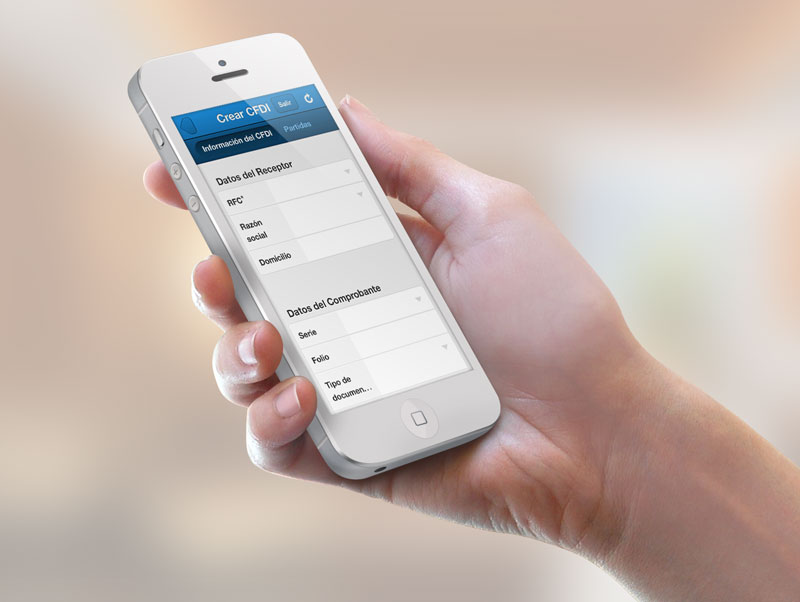 Crear CFDI
Salir
Información del CFDI
Partidas
Datos del Receptor
RFC*
Razón
social
Domicilio
Datos del Comprobante
Serie
Folio
Tipo de
documen...